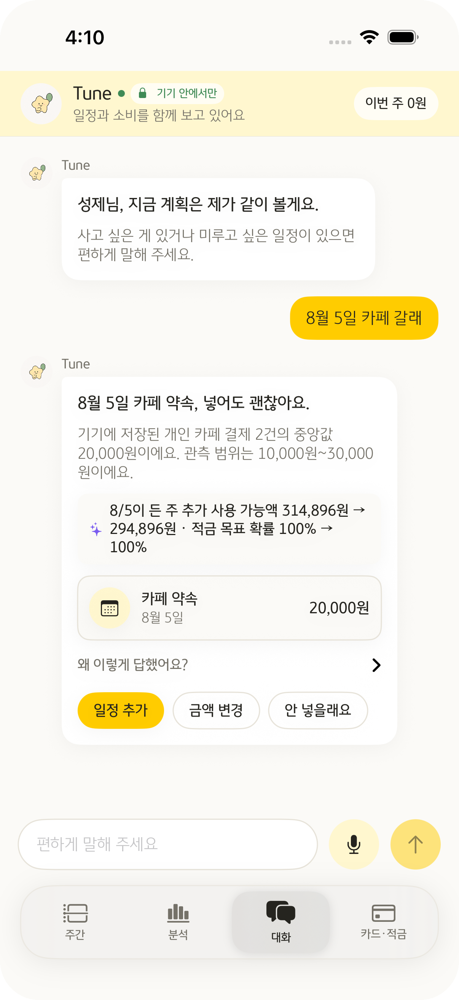 4:10
Tune
기기 안에서만
일정과 소비를 함께 보고 있어요
이번 주 0원
Tune
성제님, 지금 계획은 제가 같이 볼게요.
사고 싶은 게 있거나 미루고 싶은 일정이 있으면
편하게 말해 주세요.
8월 5일 카페 갈래
Tune
8월 5일 카페 약속, 넣어도 괜찮아요.
기기에 저장된 개인 카페 결제 2건의 중앙값
20,000원이에요. 관측 범위는 10,000원~30,000
원이에요.
8/5이 든 주 추가 사용 가능액 314,896원 →
294,896원 · 적금 목표 확률 100% →
100%
카페 약속
8월 5일
20,000원
왜 이렇게 답했어요?
일정 추가
금액 변경
안 넣을래요
편하게 말해 주세요
주간
분석
대화
카드·적금